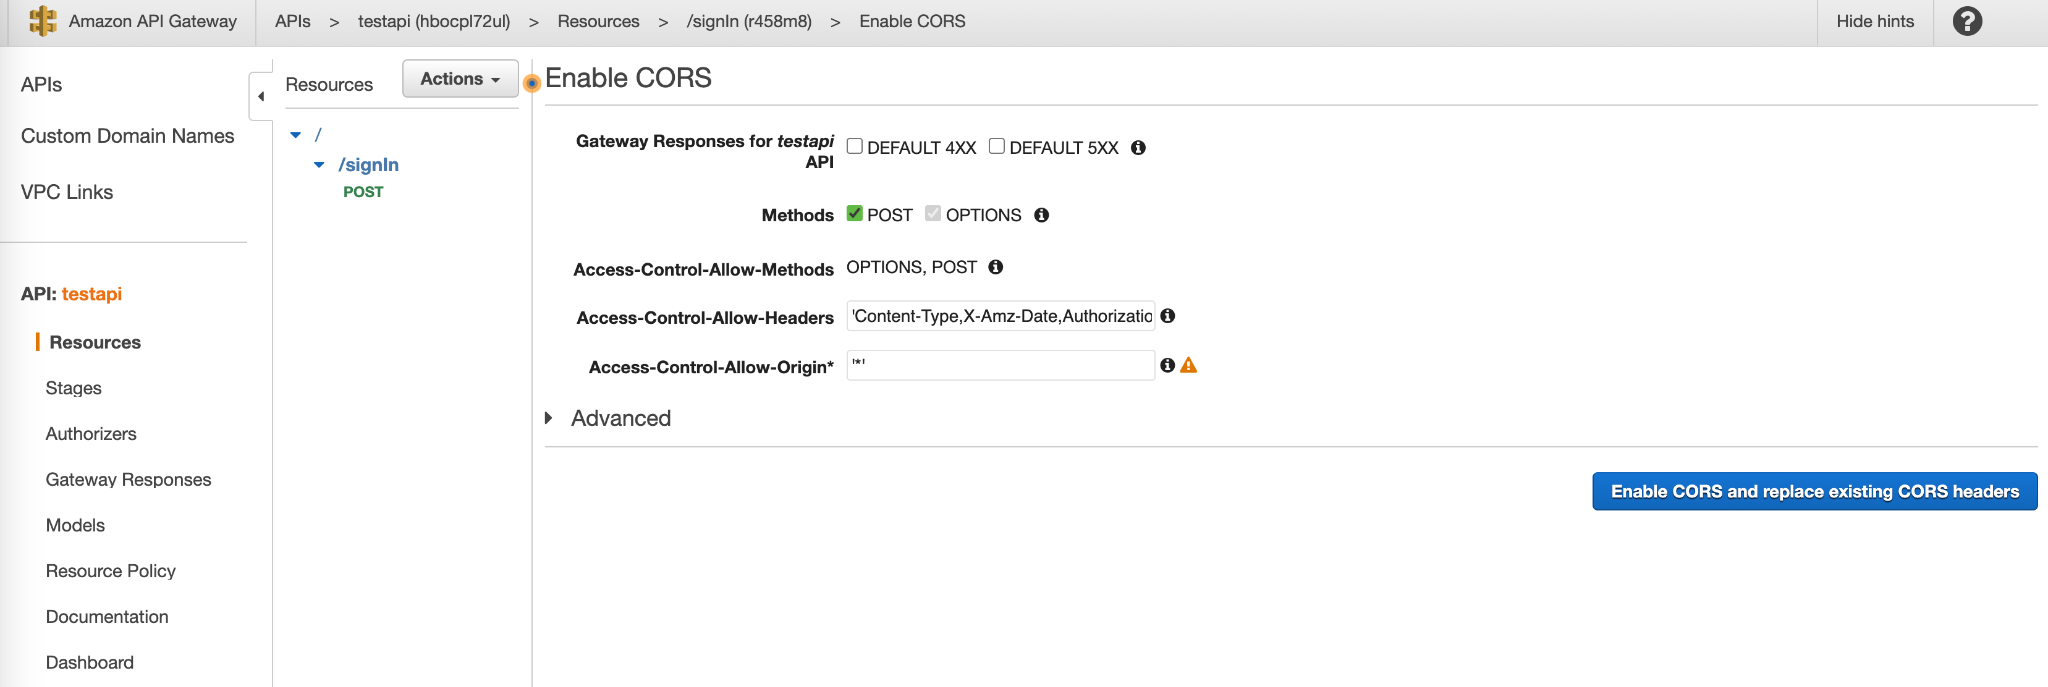 Amazon API Gateway
APIs > testapi (hbocpl72ul) > Resources > /signIn (r458m8) > Enable CORS
Hide hints
?
APIs
Custom Domain Names
VPC Links
API: testapi
Resources
Stages
Authorizers
Gateway Responses
Models
Resource Policy
Documentation
Dashboard
Resources
Actions
/
/signIn
POST
Enable CORS
Gateway Responses for testapi API
DEFAULT 4XX DEFAULT 5XX
Methods
POST OPTIONS
Access-Control-Allow-Methods
OPTIONS, POST
Access-Control-Allow-Headers
'Content-Type,X-Amz-Date,Authorizatio
Access-Control-Allow-Origin*
'*'
Advanced
Enable CORS and replace existing CORS headers